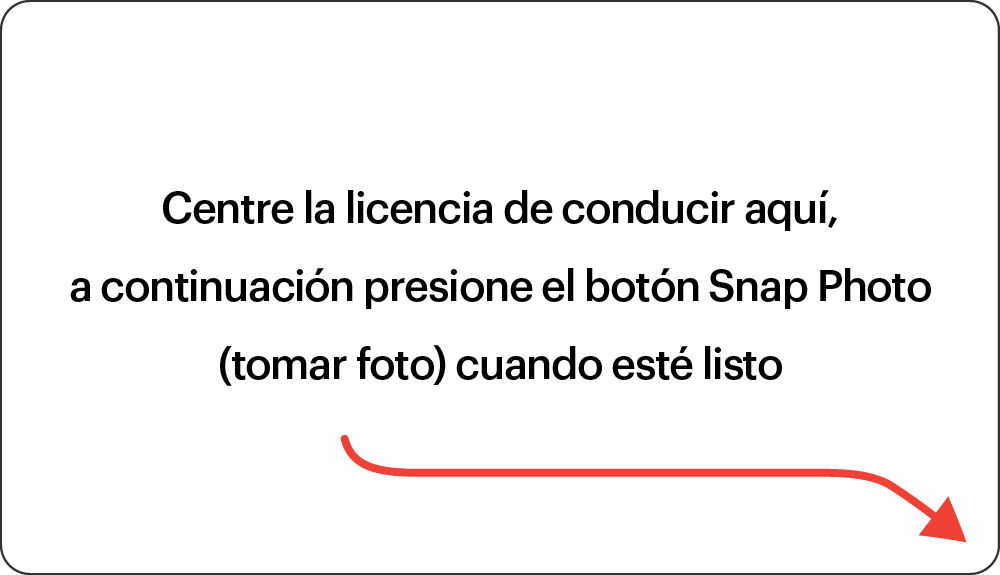 Centre la licencia de conducir aquí,
a continuación presione el botón Snap Photo
(tomar foto) cuando esté listo